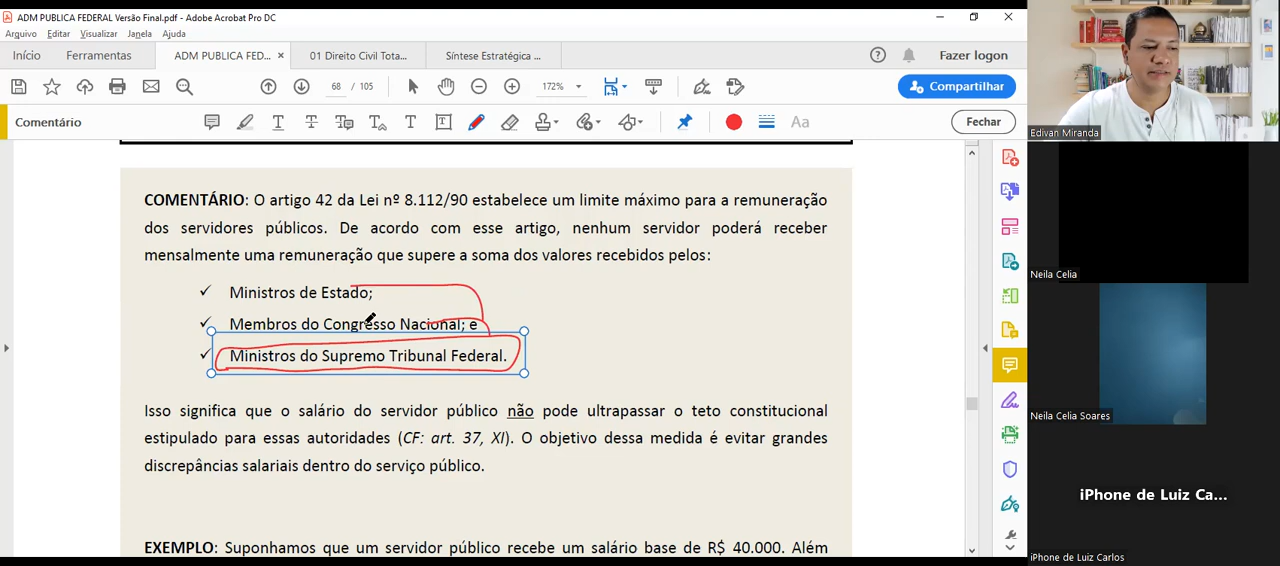 ADM PUBLICA FEDERAL Versão Final.pdf - Adobe Acrobat Pro DC
Arquivo Editar Visualizar Janela Ajuda
Início Ferramentas ADM PUBLICA FED... × 01 Direito Civil Tota... Síntese Estratégica ... Fazer logon
68 / 105 172% Compartilhar
Comentário Aa Fechar
COMENTÁRIO: O artigo 42 da Lei nº 8.112/90 estabelece um limite máximo para a remuneração
dos servidores públicos. De acordo com esse artigo, nenhum servidor poderá receber
mensalmente uma remuneração que supere a soma dos valores recebidos pelos:
Ministros de Estado;
Membros do Congresso Nacional; e
Ministros do Supremo Tribunal Federal.
Isso significa que o salário do servidor público não pode ultrapassar o teto constitucional
estipulado para essas autoridades (CF: art. 37, XI). O objetivo dessa medida é evitar grandes
discrepâncias salariais dentro do serviço público.
EXEMPLO: Suponhamos que um servidor público recebe um salário base de R$ 40.000. Além
Edivan Miranda
Neila Celia
Neila Celia Soares
iPhone de Luiz Ca...
iPhone de Luiz Carlos